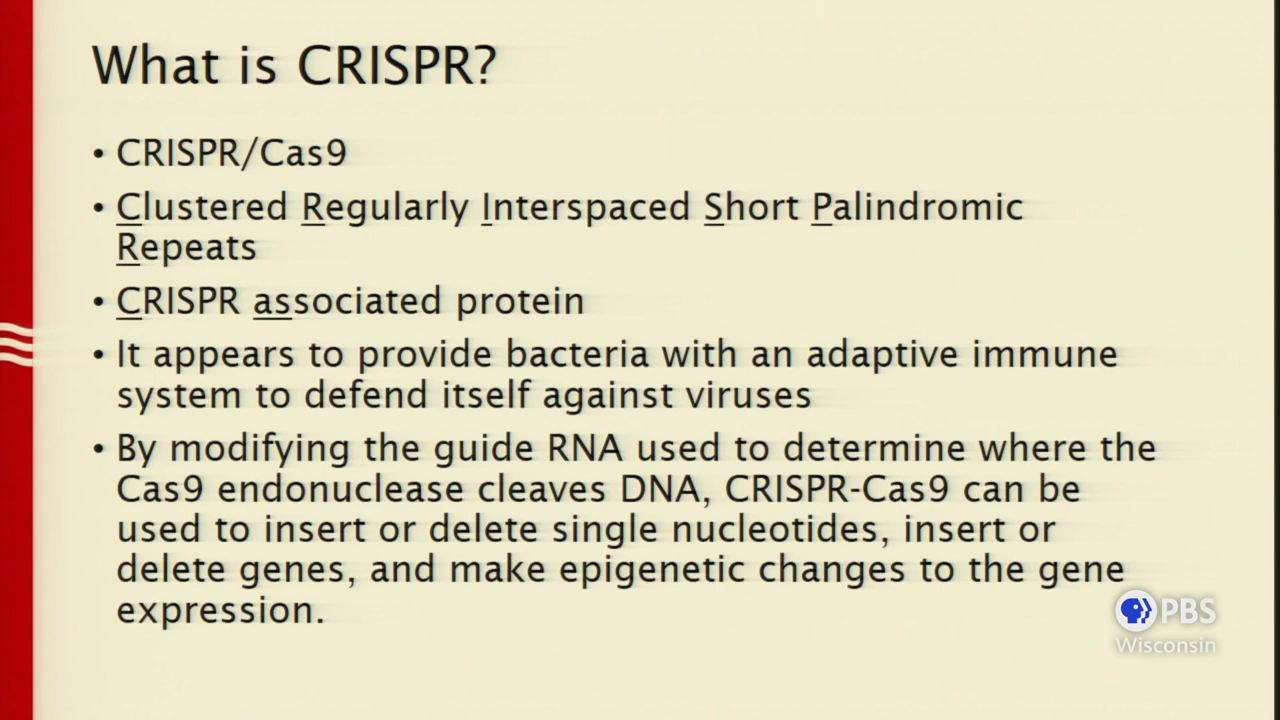 What is CRISPR?
• CRISPR/Cas9
• Clustered Regularly Interspaced Short Palindromic
Repeats
• CRISPR associated protein
• It appears to provide bacteria with an adaptive immune
system to defend itself against viruses
• By modifying the guide RNA used to determine where the
Cas9 endonuclease cleaves DNA, CRISPR-Cas9 can be
used to insert or delete single nucleotides, insert or
delete genes, and make epigenetic changes to the gene
expression.
PBS
Wisconsin